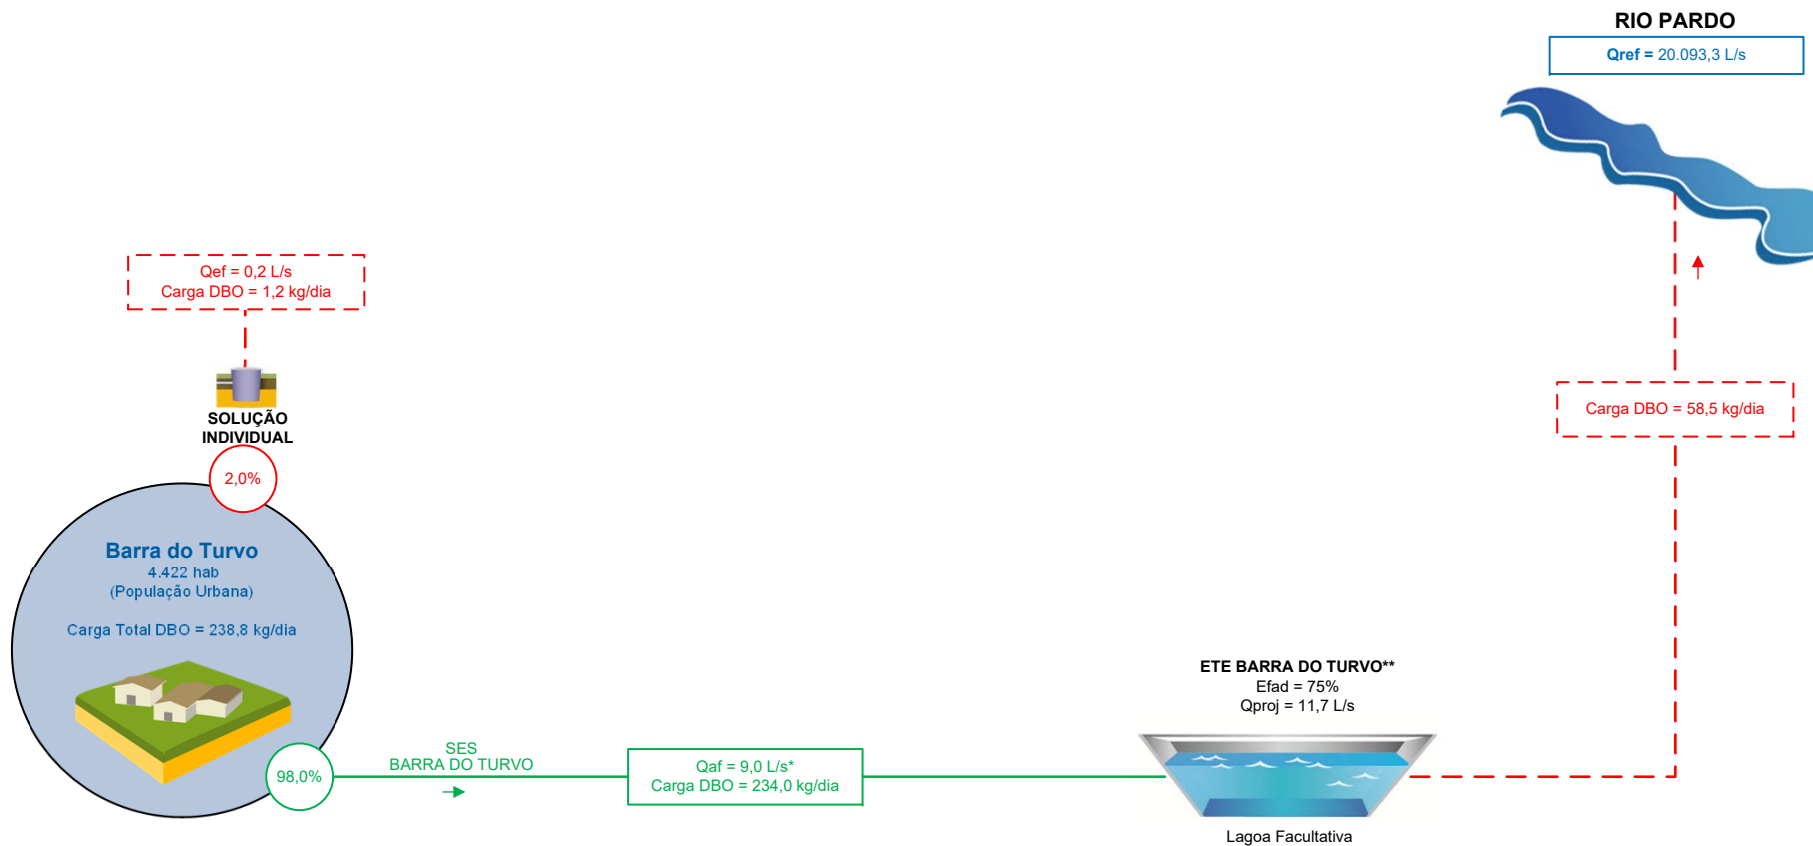 RIO PARDO
Qref = 20.093,3 L/s
Qef = 0,2 L/s
Carga DBO = 1,2 kg/dia
SOLUÇÃO
INDIVIDUAL
2,0%
Carga DBO = 58,5 kg/dia
Barra do Turvo
4.422 hab
(População Urbana)
Carga Total DBO = 238,8 kg/dia
98,0%
SES
BARRA DO TURVO
Qaf = 9,0 L/s*
Carga DBO = 234,0 kg/dia
ETE BARRA DO TURVO**
Efad = 75%
Qproj = 11,7 L/s
Lagoa Facultativa